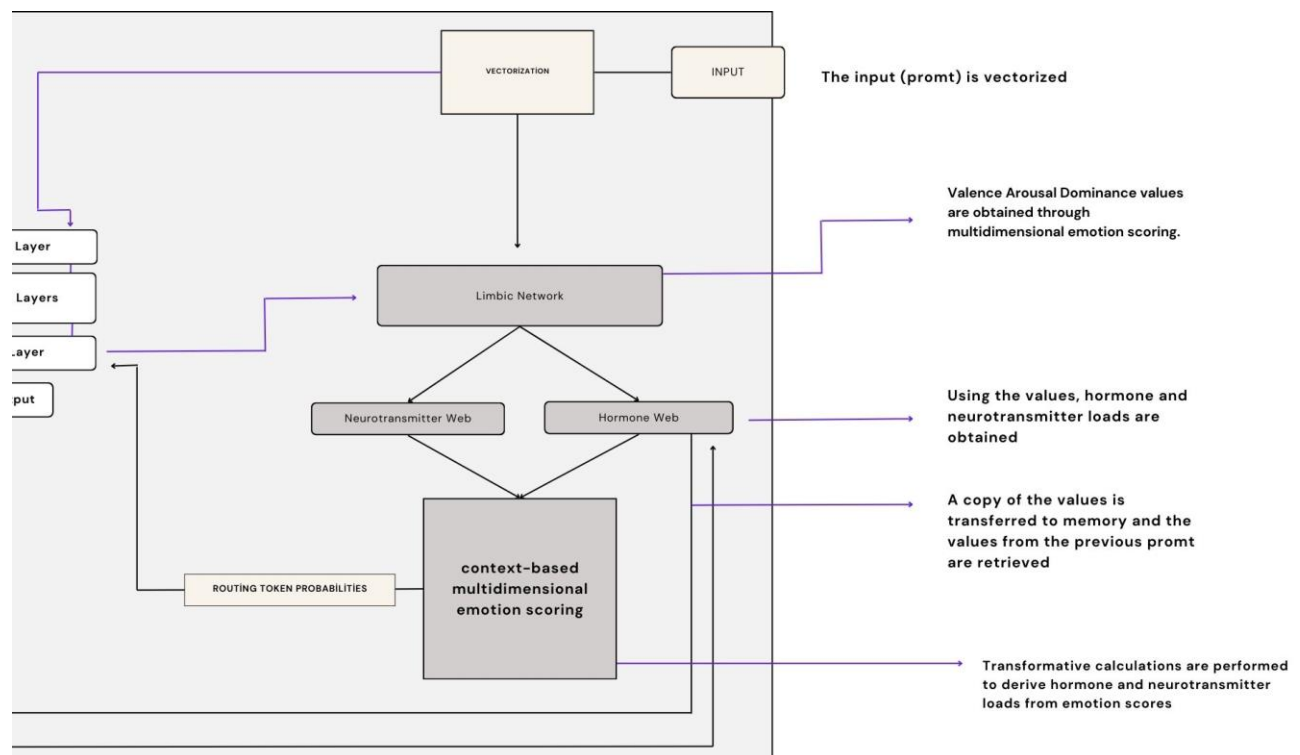 VECTORİZATİON
INPUT
The input (promt) is vectorized
Valence Arousal Dominance values
are obtained through
multidimensional emotion scoring.
Layer
Layers
Layer
put
Limbic Network
Neurotransmitter Web
Hormone Web
Using the values, hormone and
neurotransmitter loads are
obtained
A copy of the values is
transferred to memory and the
values from the previous promt
are retrieved
context-based
multidimensional
emotion scoring
ROUTİNG TOKEN PROBABİLİTİES
Transformative calculations are performed
to derive hormone and neurotransmitter
loads from emotion scores